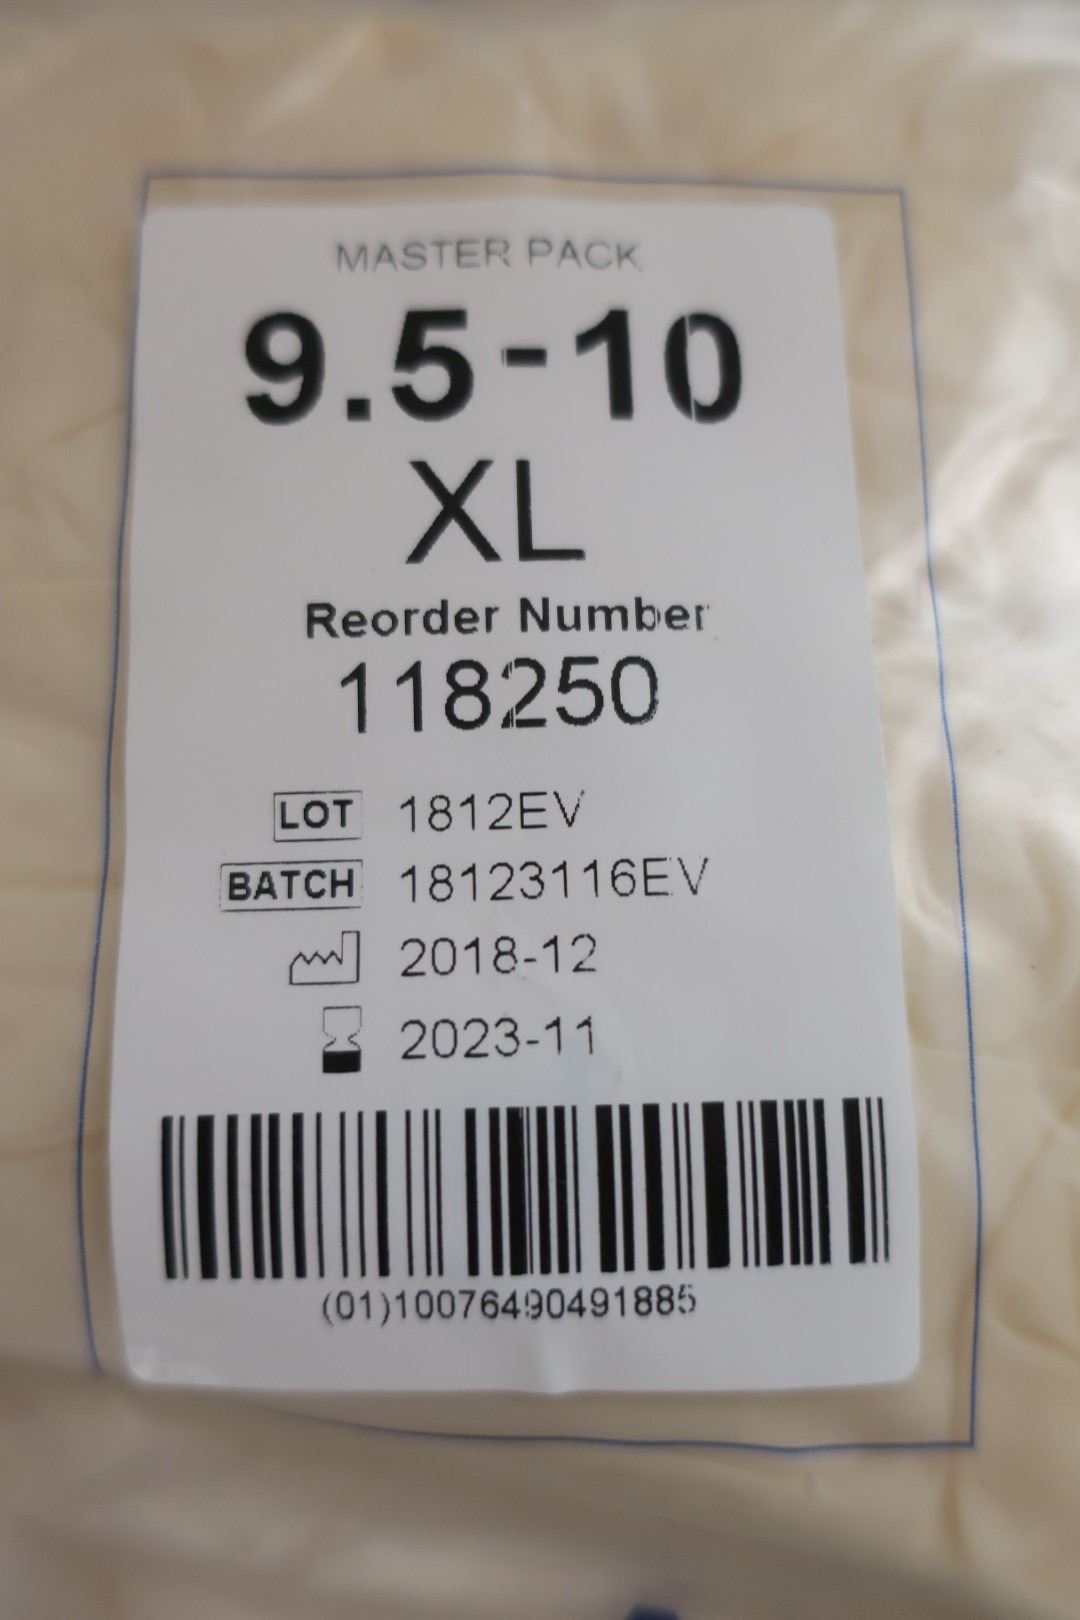 MASTER PACK
9.5-10
XL
Reorder Number
118250
LOT 1812EV
BATCH 18123116EV
2018-12
2023-11
(01)10076490491885